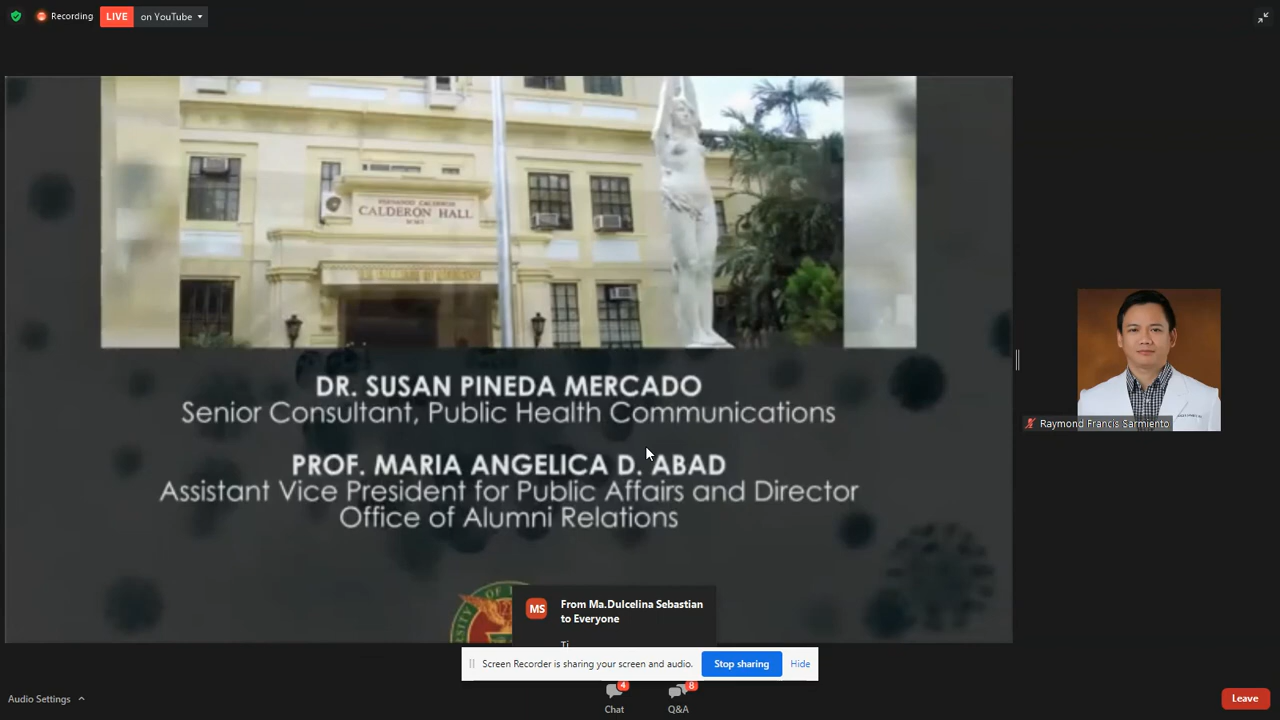 Recording
LIVE
on YouTube
FERNANDO CALDERON
CALDERON HALL
DR. SUSAN PINEDA MERCADO
Senior Consultant, Public Health Communications
PROF. MARIA ANGELICA D. ABAD
Assistant Vice President for Public Affairs and Director
Office of Alumni Relations
Raymond Francis Sarmiento
MS
From Ma.Dulcelina Sebastian
to Everyone
Screen Recorder is sharing your screen and audio.
Stop sharing
Hide
Audio Settings
4
Chat
8
Q&A
Leave